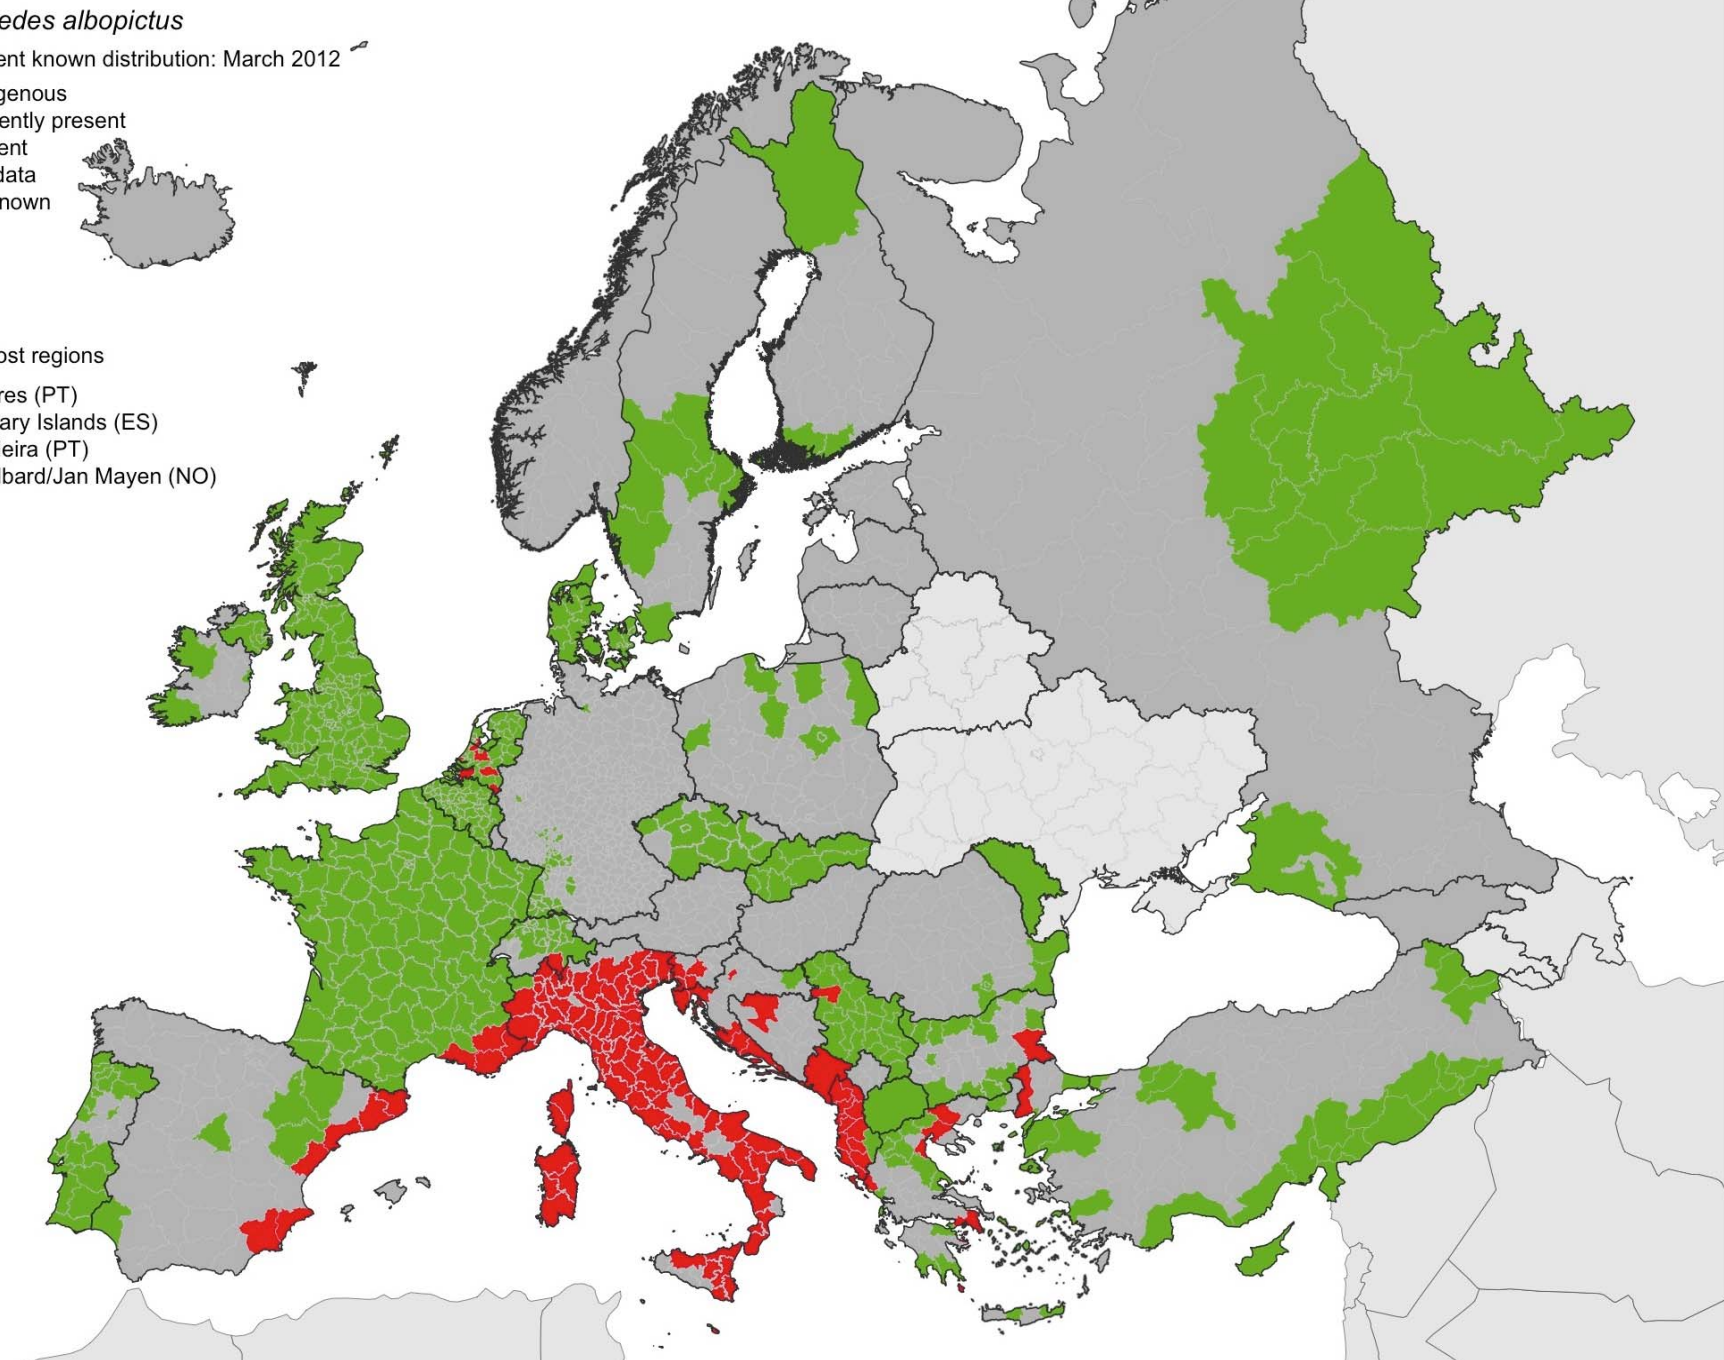 edes albopictus
ent known distribution: March 2012
genous
ently present
ent
data
nown
ost regions
res (PT)
ary Islands (ES)
eira (PT)
lbard/Jan Mayen (NO)